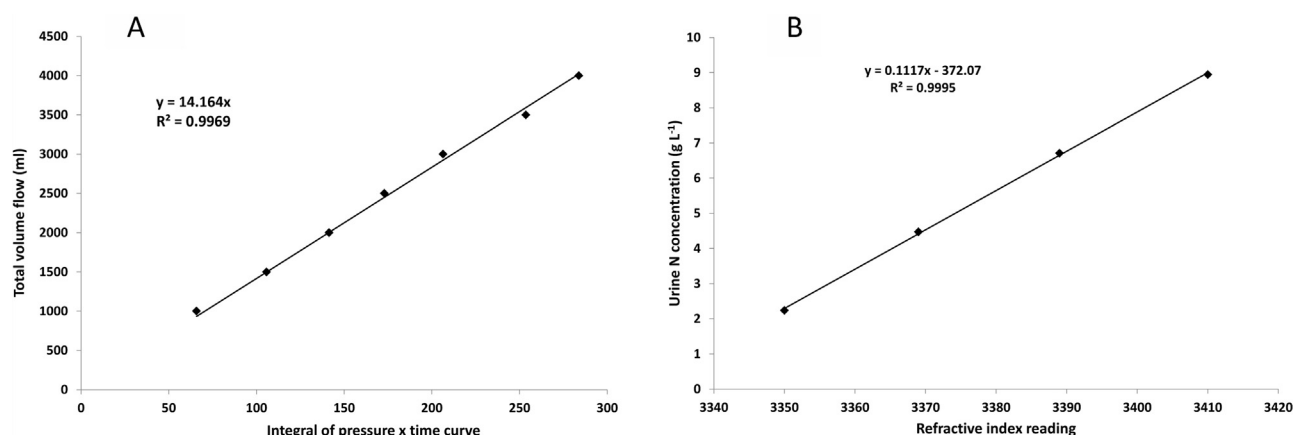 A
4500
4000
3500
3000
2500
2000
1500
1000
500
0
Total volume flow (ml)
y = 14.164x
R² = 0.9969
0 50 100 150 200 250 300
Integral of pressure x time curve
B
10
9
8
7
6
5
4
3
2
1
0
Urine N concentration (g L⁻¹)
y = 0.1117x - 372.07
R² = 0.9995
3340 3350 3360 3370 3380 3390 3400 3410 3420
Refractive index reading